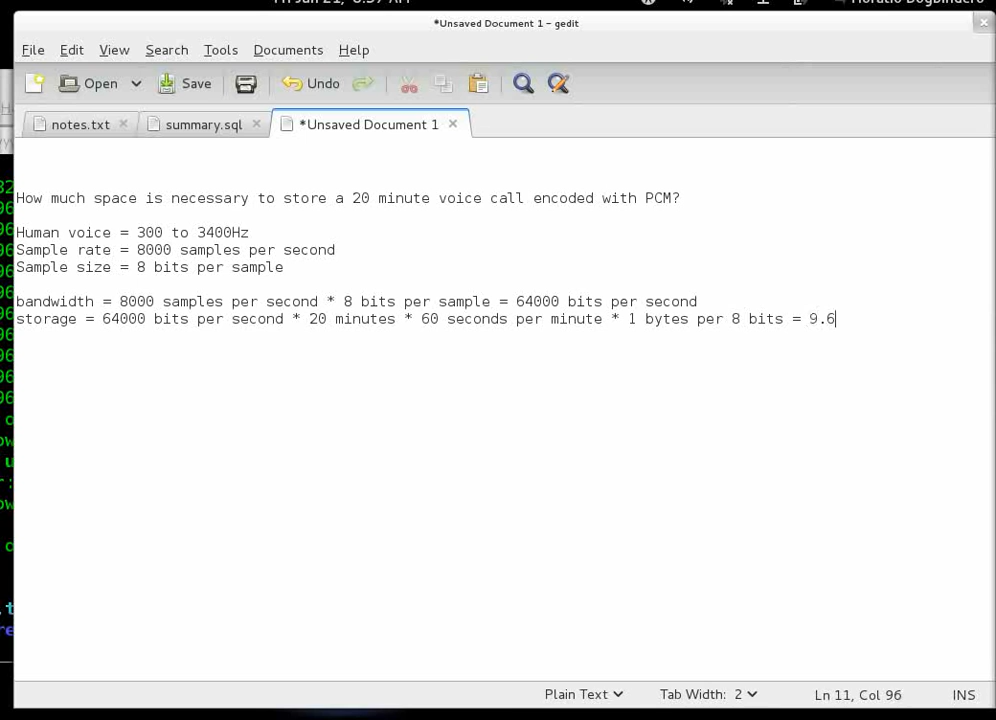 *Unsaved Document 1 - gedit
File Edit View Search Tools Documents Help
Open Save Undo
notes.txt summary.sql *Unsaved Document 1
How much space is necessary to store a 20 minute voice call encoded with PCM?
Human voice = 300 to 3400Hz
Sample rate = 8000 samples per second
Sample size = 8 bits per sample
bandwidth = 8000 samples per second * 8 bits per sample = 64000 bits per second
storage = 64000 bits per second * 20 minutes * 60 seconds per minute * 1 bytes per 8 bits = 9.6
Plain Text Tab Width: 2 Ln 11, Col 96 INS